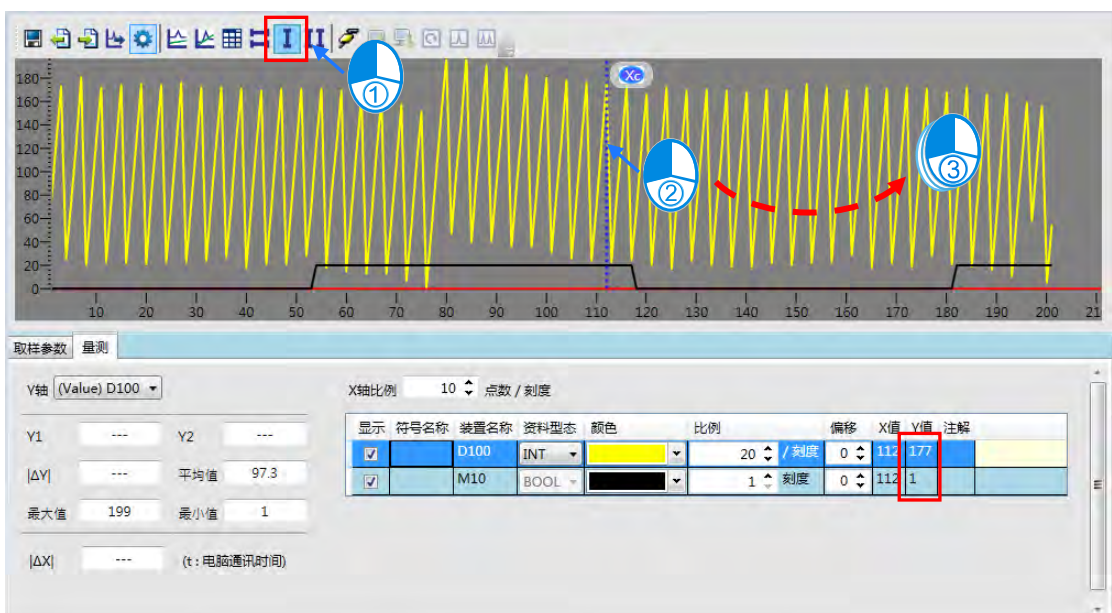 Xc
①
②
③
180
160
140
120
100
80
60
40
20
0
10 20 30 40 50 60 70 80 90 100 110 120 130 140 150 160 170 180 190 200 21
取样参数 量测
Y轴 (Value) D100 X轴比例 10 点数 / 刻度
显示 符号名称 装置名称 资料型态 颜色 比例 偏移 X值 Y值 注解
D100 INT 20 / 刻度 0 112 177
M10 BOOL 1 刻度 0 112 1
Y1 --- Y2 ---
|ΔY| --- 平均值 97.3
最大值 199 最小值 1
|ΔX| --- (t : 电脑通讯时间)